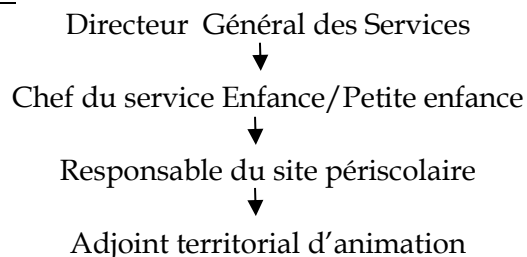 Directeur Général des Services
Chef du service Enfance/Petite enfance
Responsable du site périscolaire
Adjoint territorial d’animation